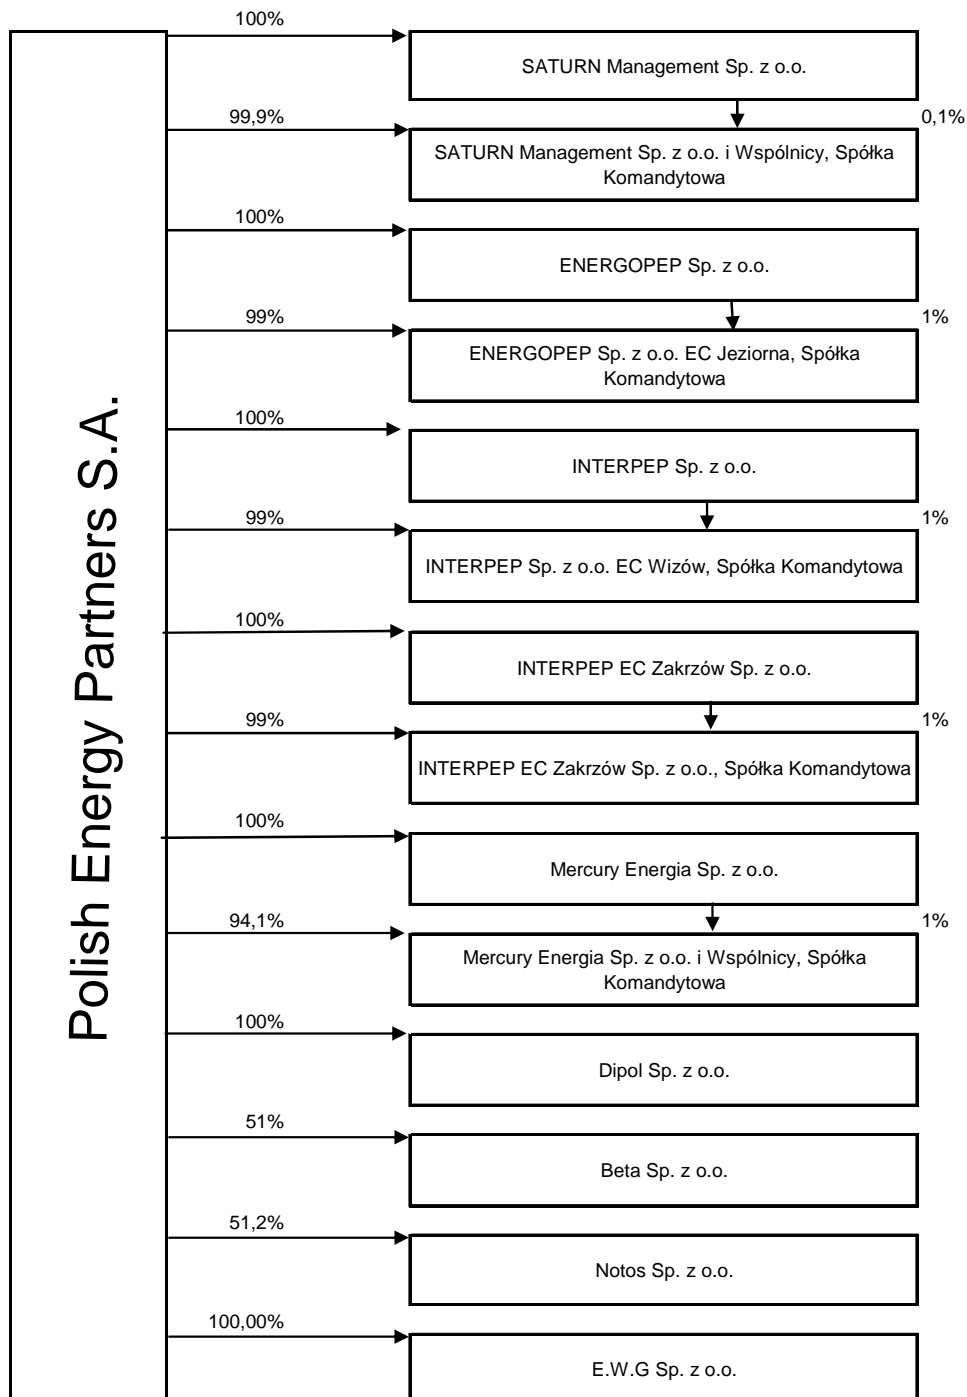 Polish Energy Partners S.A.
100%
SATURN Management Sp. z o.o.
99,9%
0,1%
SATURN Management Sp. z o.o. i Wspólnicy, Spółka
Komandytowa
100%
ENERGOPEP Sp. z o.o.
99%
1%
ENERGOPEP Sp. z o.o. EC Jeziorna, Spółka
Komandytowa
100%
INTERPEP Sp. z o.o.
99%
1%
INTERPEP Sp. z o.o. EC Wizów, Spółka Komandytowa
100%
INTERPEP EC Zakrzów Sp. z o.o.
99%
1%
INTERPEP EC Zakrzów Sp. z o.o., Spółka Komandytowa
100%
Mercury Energia Sp. z o.o.
94,1%
1%
Mercury Energia Sp. z o.o. i Wspólnicy, Spółka
Komandytowa
100%
Dipol Sp. z o.o.
51%
Beta Sp. z o.o.
51,2%
Notos Sp. z o.o.
100,00%
E.W.G Sp. z o.o.